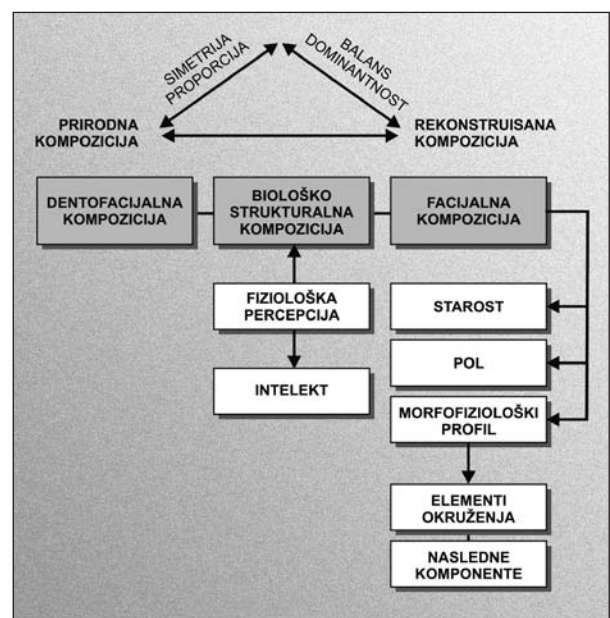 SIMETRIJA
PROPORCIJA
BALANS
DOMINANTNOST
PRIRODNA
KOMPOZICIJA
REKONSTRUISANA
KOMPOZICIJA
DENTOFACIJALNA
KOMPOZICIJA
BIOLOŠKO
STRUKTURALNA
KOMPOZICIJA
FACIJALNA
KOMPOZICIJA
FIZIOLOŠKA
PERCEPCIJA
STAROST
POL
INTELEKT
MORFOFIZIOLOŠKI
PROFIL
ELEMENTI
OKRUŽENJA
NASLEDNE
KOMPONENTE